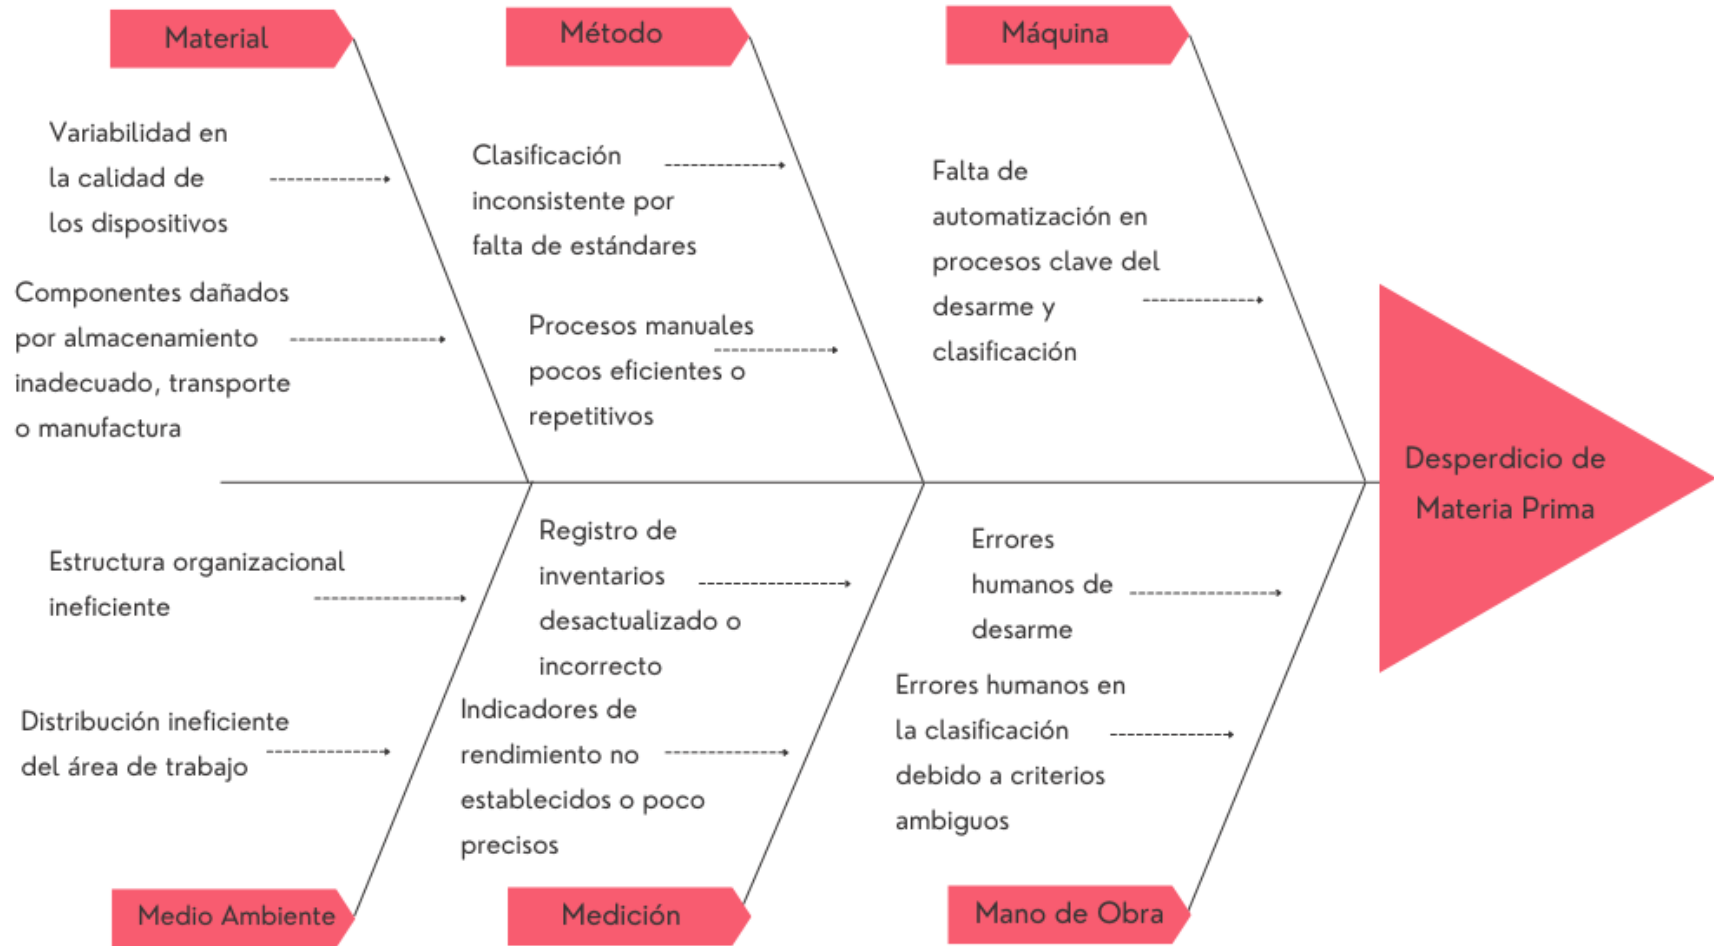 Material
Método
Máquina
Variabilidad en
la calidad de
los dispositivos
Componentes dañados
por almacenamiento
inadecuado, transporte
o manufactura
Clasificación
inconsistente por
falta de estándares
Procesos manuales
pocos eficientes o
repetitivos
Falta de
automatización en
procesos clave del
desarme y
clasificación
Desperdicio de
Materia Prima
Estructura organizacional
ineficiente
Distribución ineficiente
del área de trabajo
Registro de
inventarios
desactualizado o
incorrecto
Indicadores de
rendimiento no
establecidos o poco
precisos
Errores
humanos de
desarme
Errores humanos en
la clasificación
debido a criterios
ambiguos
Medio Ambiente
Medición
Mano de Obra